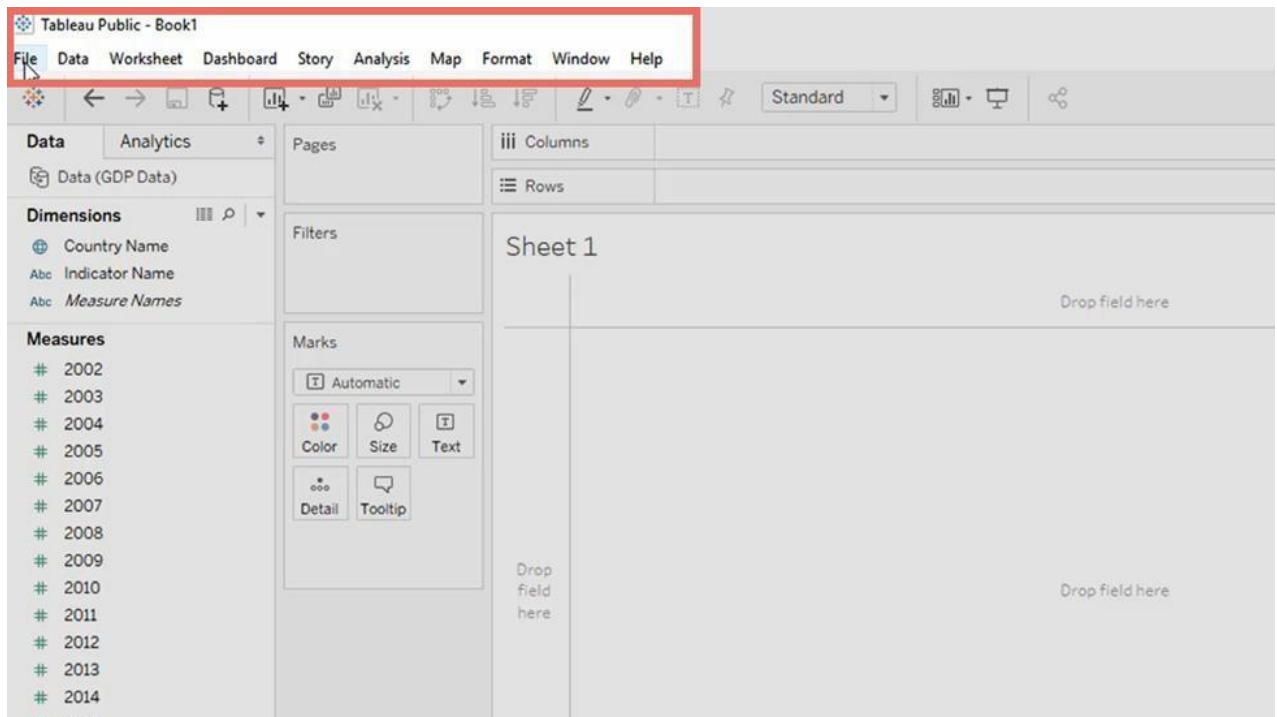 Tableau Public - Book1
File Data Worksheet Dashboard Story Analysis Map Format Window Help
Standard
Data Analytics
Data (GDP Data)
Dimensions
Country Name
Abc Indicator Name
Abc Measure Names
Measures
# 2002
# 2003
# 2004
# 2005
# 2006
# 2007
# 2008
# 2009
# 2010
# 2011
# 2012
# 2013
# 2014
Pages
Filters
Marks
T Automatic
Color Size Text
Detail Tooltip
iii Columns
Rows
Sheet 1
Drop field here
Drop
field
here
Drop field here